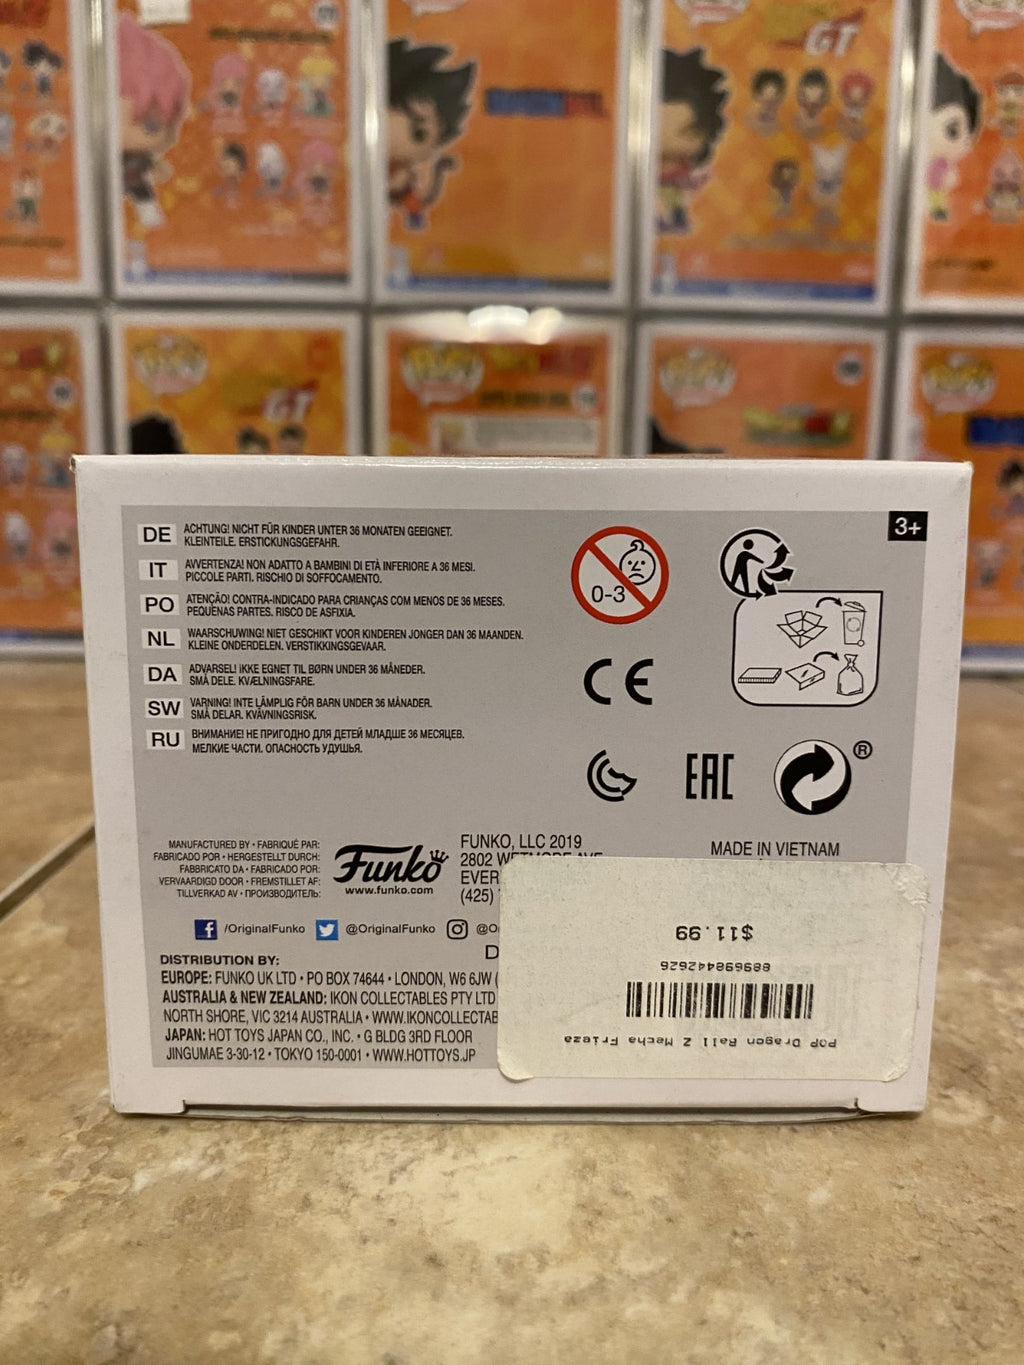 GT
DE ACHTUNG! NICHT FÜR KINDER UNTER 36 MONATEN GEEIGNET.
KLEINTEILE. ERSTICKUNGSGEFAHR.
IT AVVERTENZA! NON ADATTO A BAMBINI DI ETÀ INFERIORE A 36 MESI.
PICCOLE PARTI. RISCHIO DI SOFFOCAMENTO.
PO ATENÇÃO! CONTRA-INDICADO PARA CRIANÇAS COM MENOS DE 36 MESES.
PEQUENAS PARTES. RISCO DE ASFIXIA.
NL WAARSCHUWING! NIET GESCHIKT VOOR KINDEREN JONGER DAN 36 MAANDEN.
KLEINE ONDERDELEN. VERSTIKKINGSGEVAAR.
DA ADVARSEL! IKKE EGNET TIL BØRN UNDER 36 MÅNEDER.
SMÅ DELE. KVÆLNINGSFARE.
SW VARNING! INTE LÄMPLIG FÖR BARN UNDER 36 MÅNADER.
SMÅ DELAR. KVÄVNINGSRISK.
RU ВНИМАНИЕ! НЕ ПРИГОДНО ДЛЯ ДЕТЕЙ МЛАДШЕ 36 МЕСЯЦЕВ.
МЕЛКИЕ ЧАСТИ. ОПАСНОСТЬ УДУШЬЯ.
0-3
3+
CE
EAC
®
MANUFACTURED BY • FABRIQUÉ PAR:
FABRICADO POR • HERGESTELLT DURCH:
FABBRICATO DA • FABRICADO POR:
VERVAARDIGD DOOR • FREMSTILLET AF:
TILLVERKAD AV • ПРОИЗВОДИТЕЛЬ:
Funko
www.funko.com
FUNKO, LLC 2019
2802 WETMORE AVE
EVER
(425)
MADE IN VIETNAM
/OriginalFunko @OriginalFunko @O
D
DISTRIBUTION BY:
EUROPE: FUNKO UK LTD • PO BOX 74644 • LONDON, W6 6JW (
AUSTRALIA & NEW ZEALAND: IKON COLLECTABLES PTY LTD
NORTH SHORE, VIC 3214 AUSTRALIA • WWW.IKONCOLLECTAB
JAPAN: HOT TOYS JAPAN CO., INC. • G BLDG 3RD FLOOR
JINGUMAE 3-30-12 • TOKYO 150-0001 • WWW.HOTTOYS.JP
POP Dragon Ball Z Mecha Frieza
889698442626
$11.99